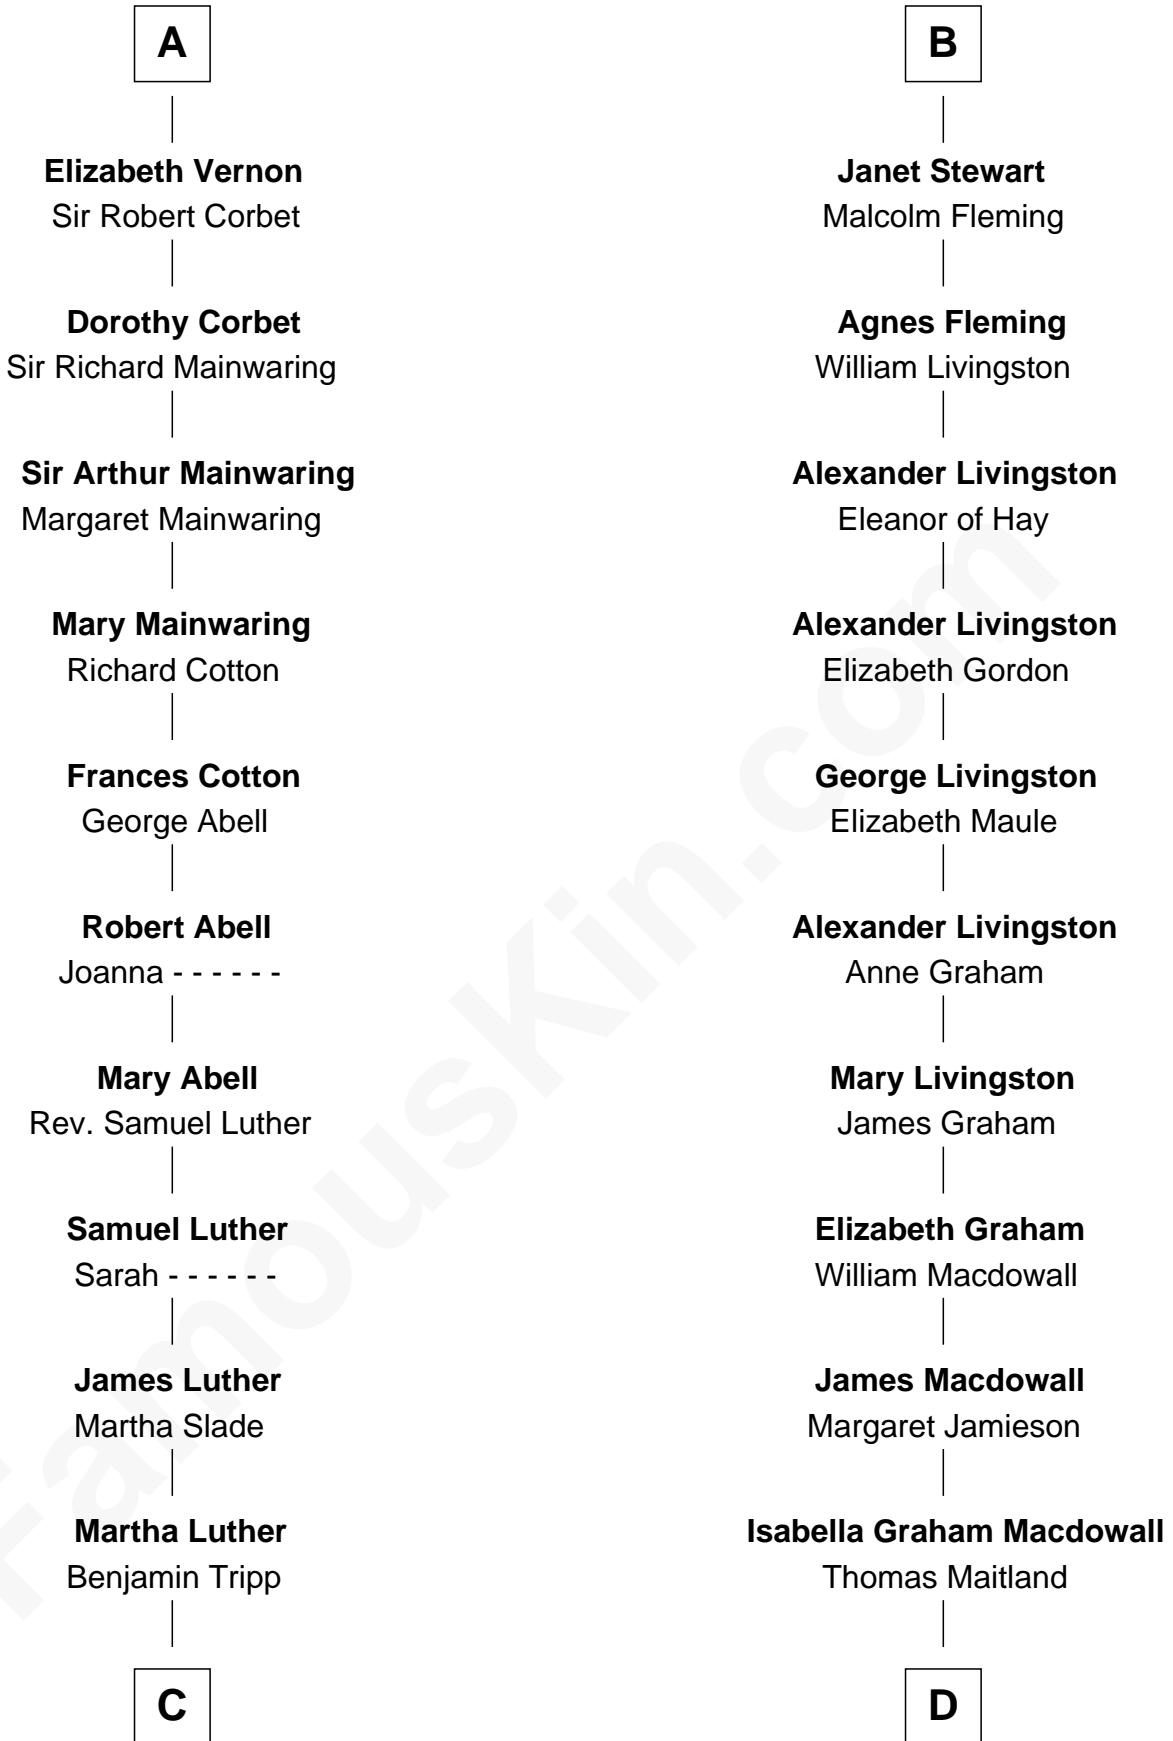 A
Elizabeth Vernon
Sir Robert Corbet
Dorothy Corbet
Sir Richard Mainwaring
Sir Arthur Mainwaring
Margaret Mainwaring
Mary Mainwaring
Richard Cotton
Frances Cotton
George Abell
Robert Abell
Joanna - - - - - -
Mary Abell
Rev. Samuel Luther
Samuel Luther
Sarah - - - - - -
James Luther
Martha Slade
Martha Luther
Benjamin Tripp
C
B
Janet Stewart
Malcolm Fleming
Agnes Fleming
William Livingston
Alexander Livingston
Eleanor of Hay
Alexander Livingston
Elizabeth Gordon
George Livingston
Elizabeth Maule
Alexander Livingston
Anne Graham
Mary Livingston
James Graham
Elizabeth Graham
William Macdowall
James Macdowall
Margaret Jamieson
Isabella Graham Macdowall
Thomas Maitland
D
FamousKin.com